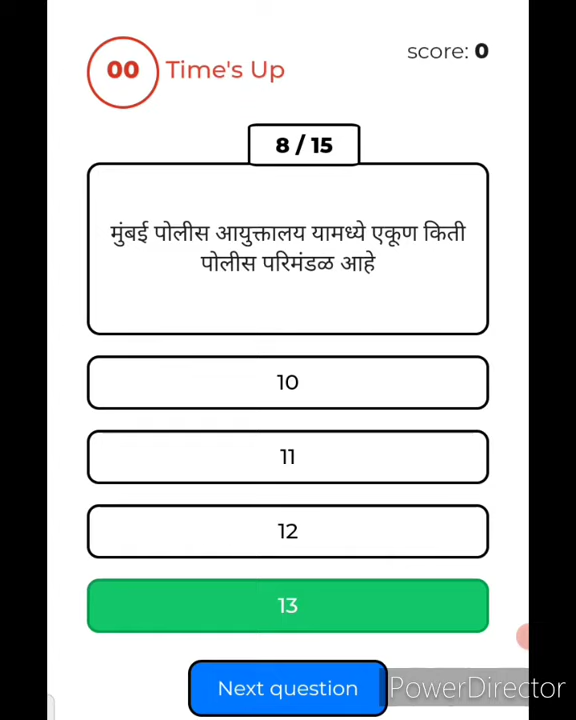 00 Time's Up
score: 0
8 / 15
मुंबई पोलीस आयुक्तालय यामध्ये एकूण किती
पोलीस परिमंडळ आहे
10
11
12
13
Next question
PowerDirector